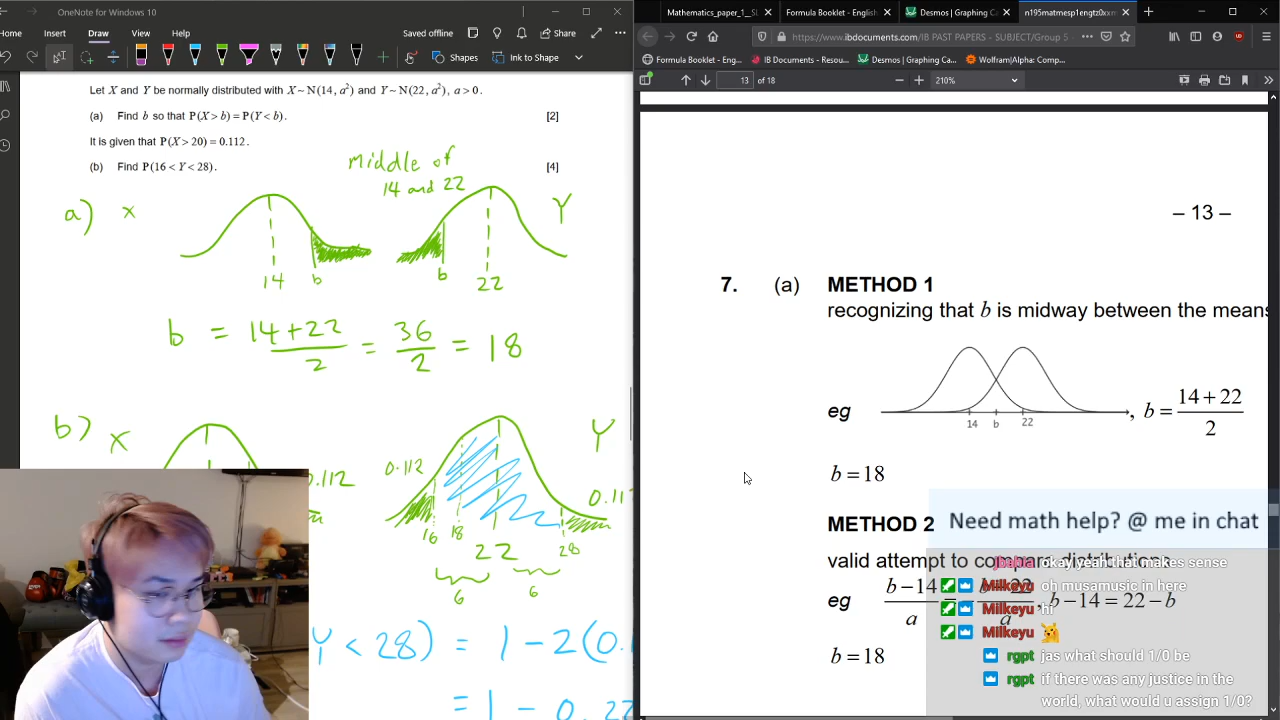 OneNote for Windows 10
Home Insert Draw View Help Saved offline Share
Shapes Ink to Shape
Let X and Y be normally distributed with X ~ N(14, a²) and Y ~ N(22, a²), a > 0.
(a) Find b so that P(X > b) = P(Y < b). [2]
It is given that P(X > 20) = 0.112.
(b) Find P(16 < Y < 28). [4]
Middle of
14 and 22
a) X Y
14 b b 22
b = 14+22/2 = 36/2 = 18
b) X Y
0.112
0.112
16 18 22 28
6 6
Y < 28) = 1 - 2(0.1
= 1 - 0.22
Mathematics_paper_1_ Formula Booklet - English Desmos | Graphing Ca n195matmesp1engtz0xxm
https://www.ibdocuments.com/IB PAST PAPERS - SUBJECT/Group 5
Formula Booklet - Eng... IB Documents - Resou... Desmos | Graphing Ca... Wolfram|Alpha: Comp...
13 of 18 210%
– 13 –
7. (a) METHOD 1
recognizing that b is midway between the means
eg 14 b 22 , b = 14 + 22 / 2
b = 18
Need math help? @ me in chat
METHOD 2
valid attempt to compare distributions
eg b − 14 / a = b − 22 / a , b − 14 = 22 − b
b = 18
okay yeah that makes sense
Milkeyu oh musamusic in here
Milkeyu hi
Milkeyu
rgpt jas what should 1/0 be
rgpt if there was any justice in the
world, what would u assign 1/0?